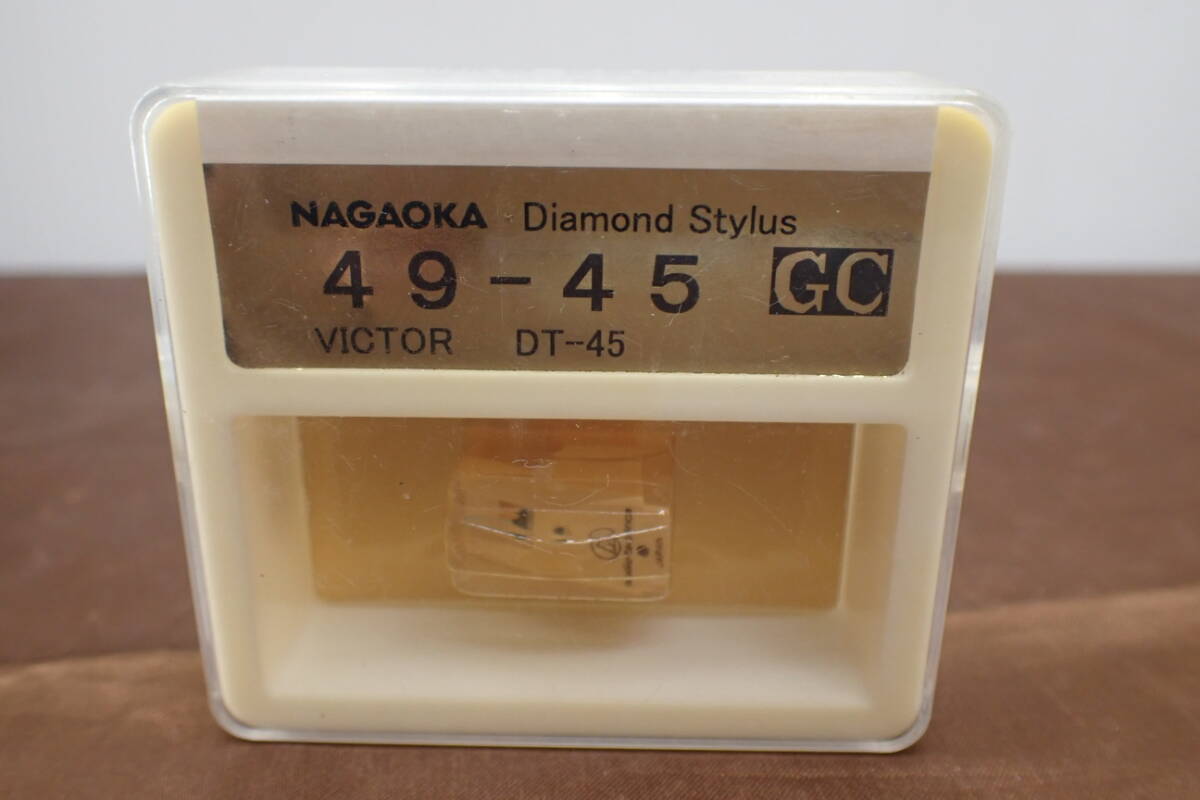 NAGAOKA Diamond Stylus
49-45 GC
VICTOR DT-45